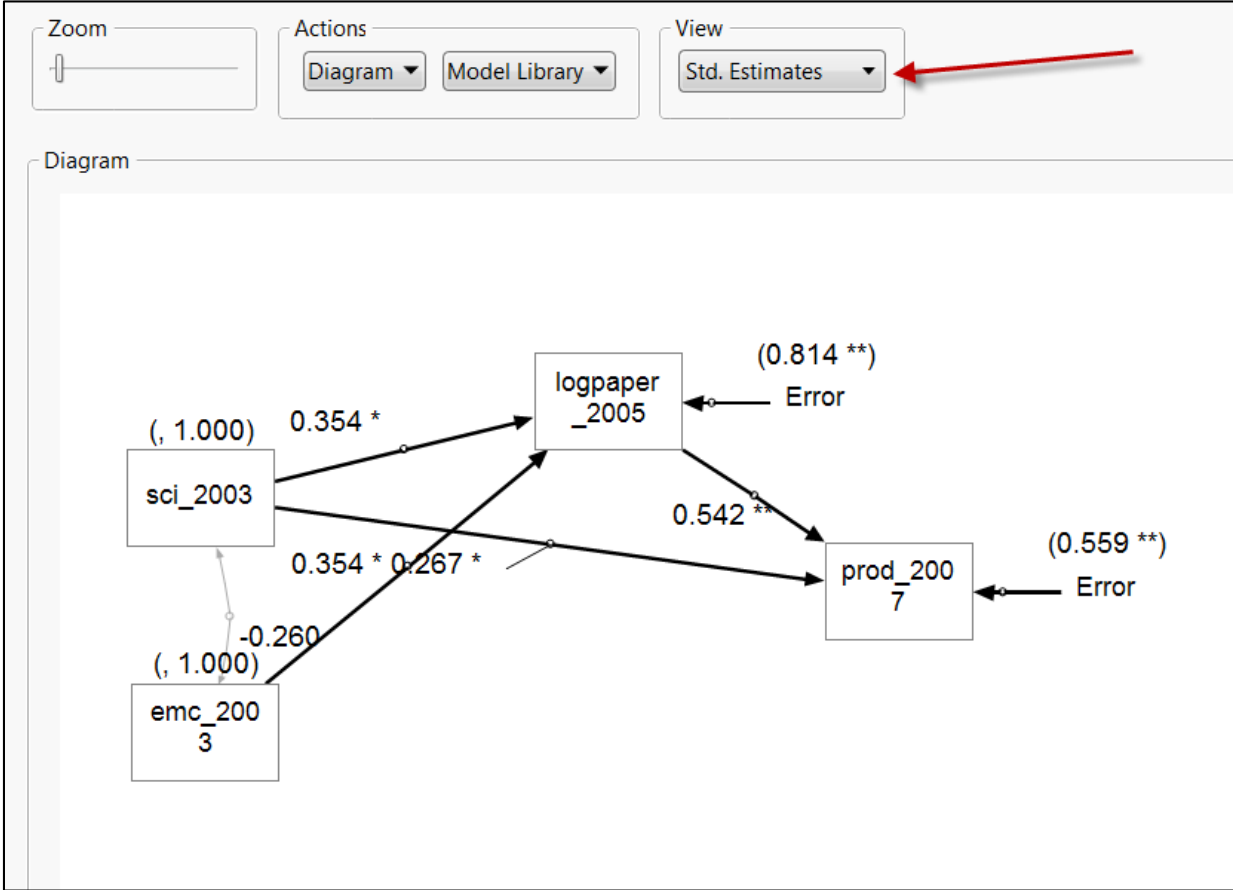 Zoom
Actions
View
Diagram
Model Library
Std. Estimates
Diagram
(0.814 **)
logpaper
_2005
Error
0.354 *
(, 1.000)
sci_2003
0.542 **
(0.559 **)
0.354 * 0.267 *
prod_200
7
Error
-0.260
(, 1.000)
emc_200
3